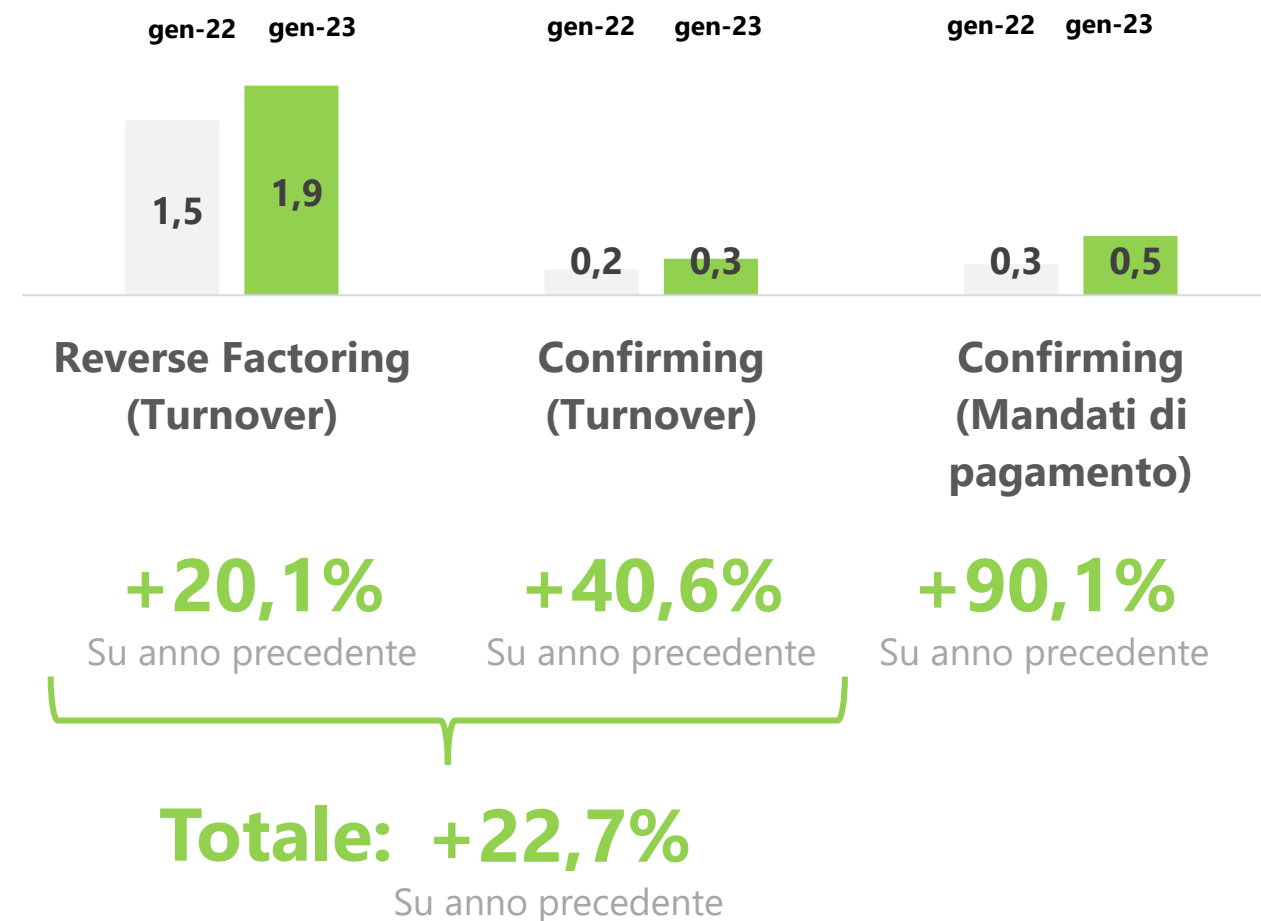 gen-22 gen-23 gen-22 gen-23 gen-22 gen-23
1,5 1,9 0,2 0,3 0,3 0,5
Reverse Factoring
(Turnover)
Confirming
(Turnover)
Confirming
(Mandati di
pagamento)
+20,1% +40,6% +90,1%
Su anno precedente Su anno precedente Su anno precedente
Totale: +22,7%
Su anno precedente